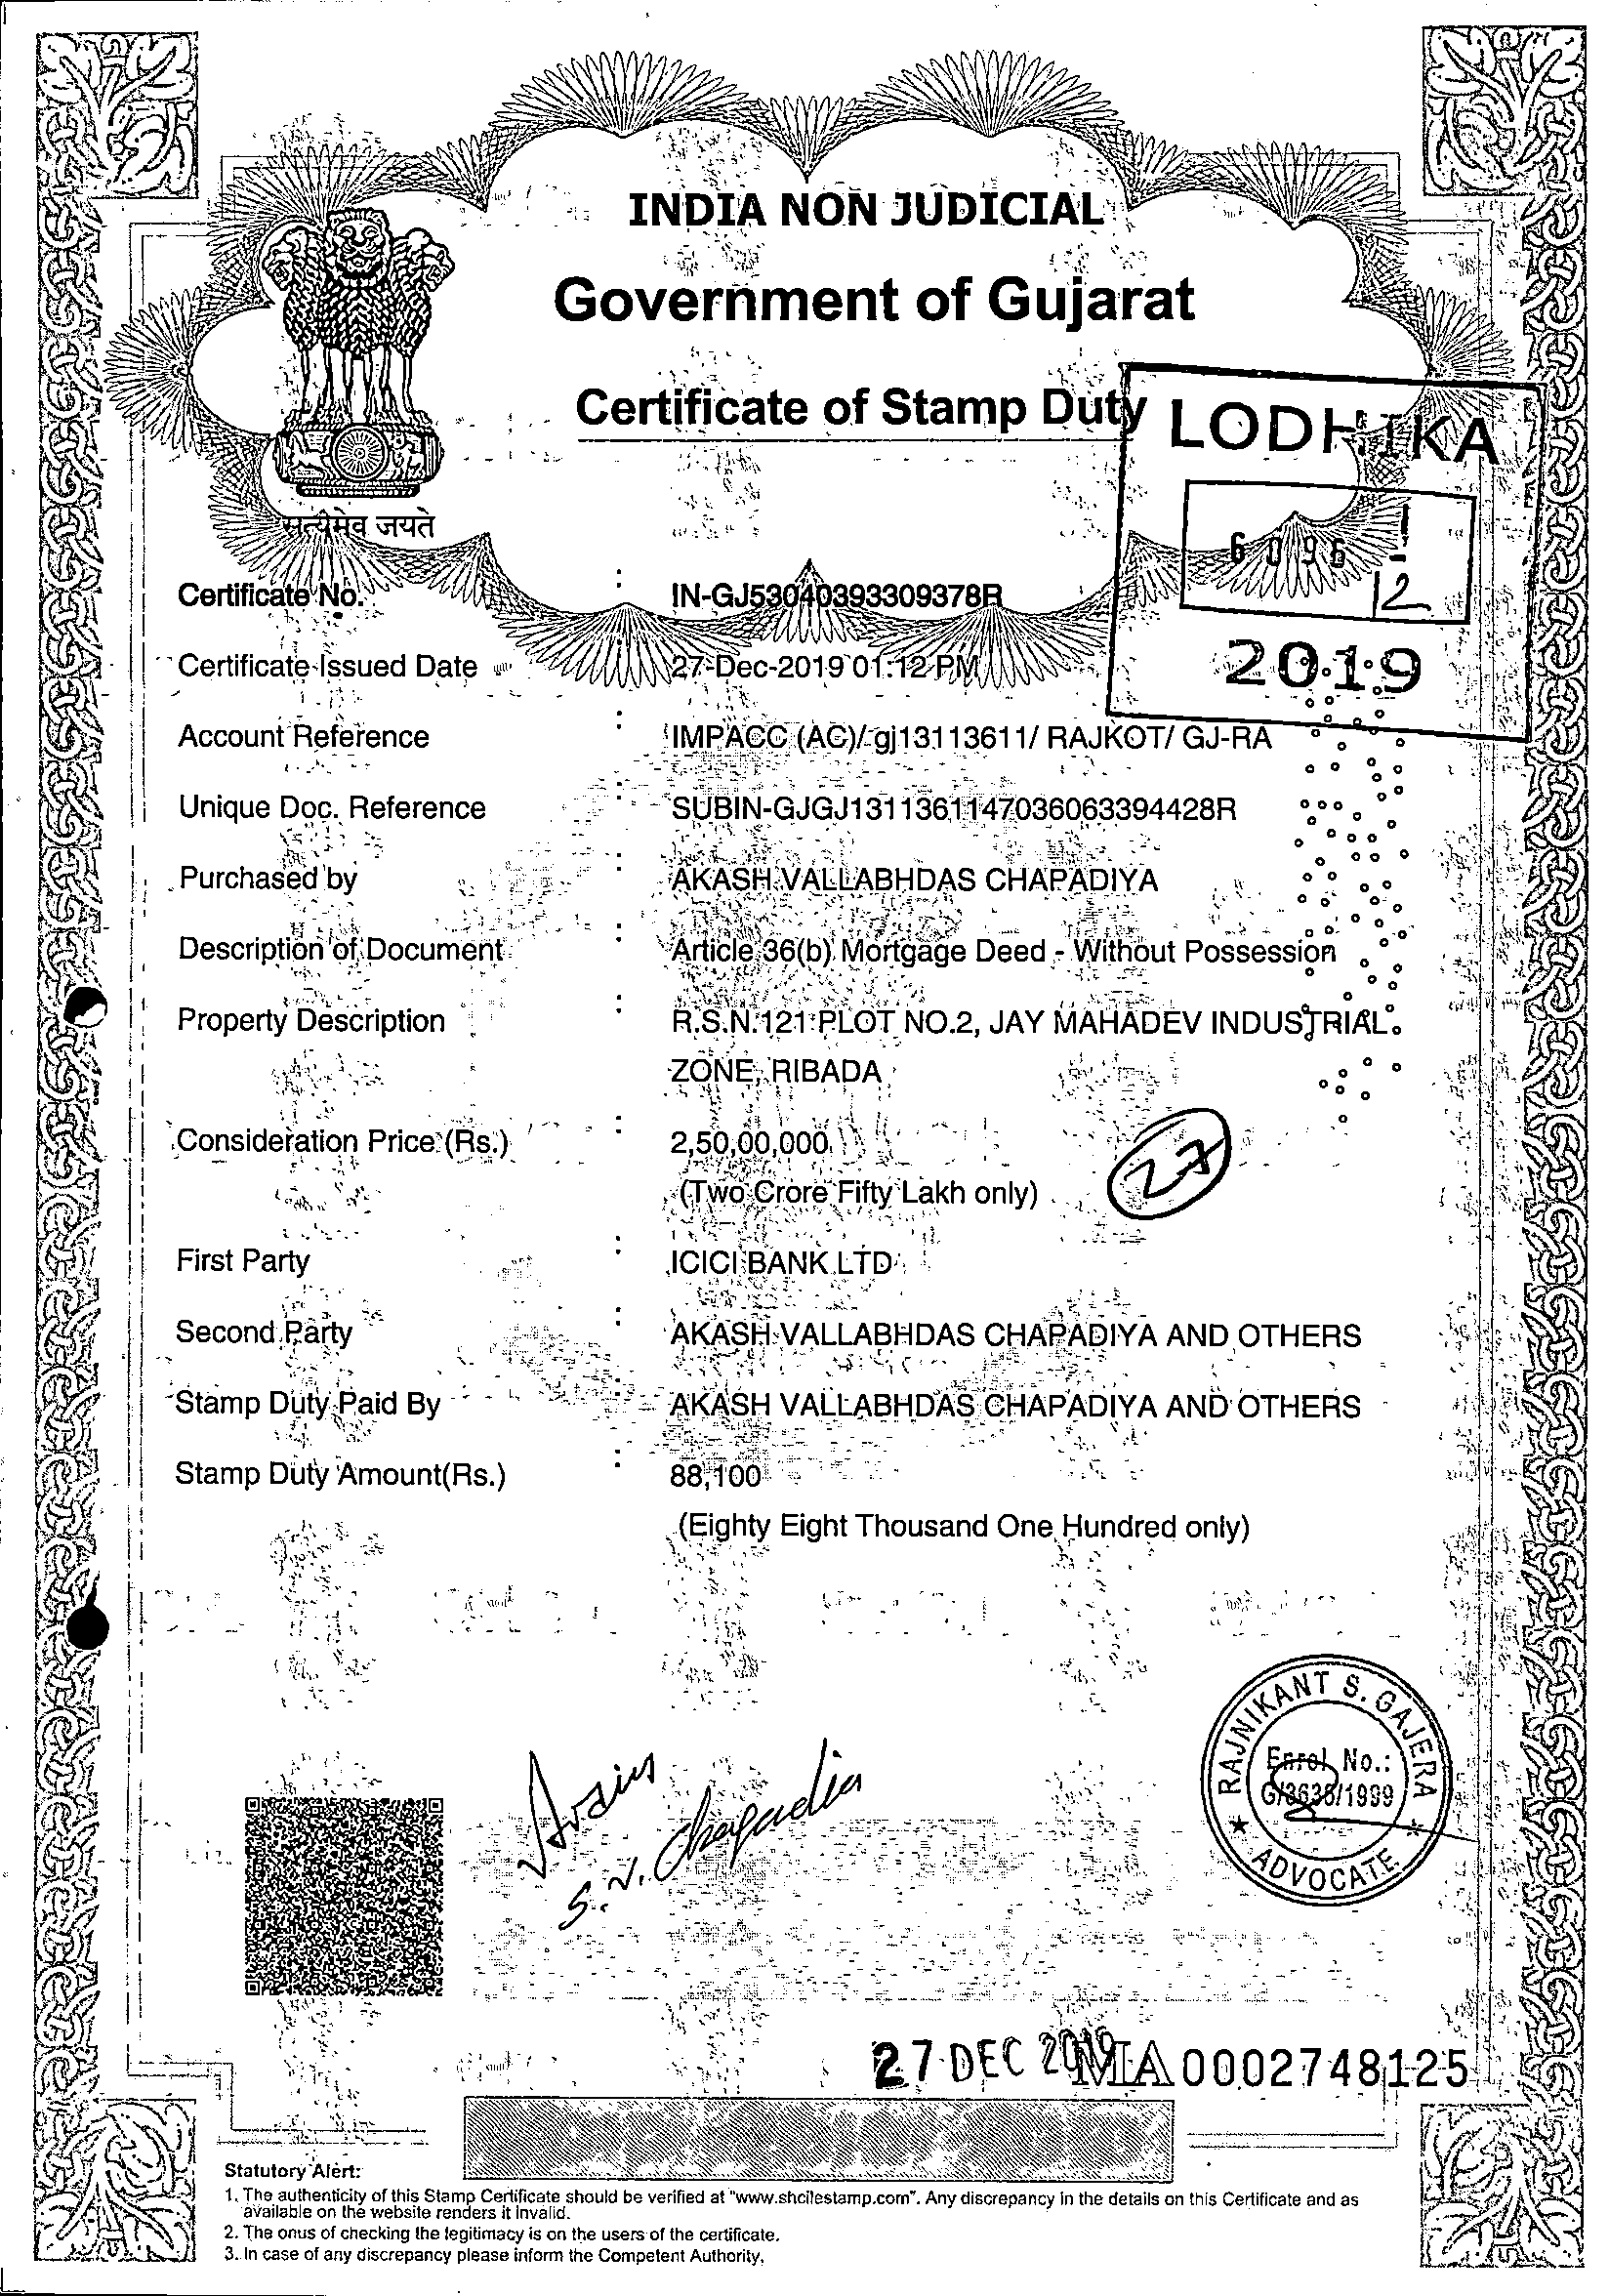 INDIA NON JUDICIAL
Government of Gujarat
Certificate of Stamp Duty
LODHIKA
6096 1
12
2019
सत्यमेव जयते
Certificate No. : IN-GJ53040393309378R
Certificate Issued Date : 27-Dec-2019 01:12 PM
Account Reference : IMPACC (AC)/ gj13113611/ RAJKOT/ GJ-RA
Unique Doc. Reference : SUBIN-GJGJ1311361147036063394428R
Purchased by : AKASH VALLABHDAS CHAPADIYA
Description of Document : Article 36(b) Mortgage Deed - Without Possession
Property Description : R.S.N.121 PLOT NO.2, JAY MAHADEV INDUSTRIAL
ZONE, RIBADA
Consideration Price (Rs.) : 2,50,00,000
(Two Crore Fifty Lakh only)
27
First Party : ICICI BANK LTD
Second Party : AKASH VALLABHDAS CHAPADIYA AND OTHERS
Stamp Duty Paid By : AKASH VALLABHDAS CHAPADIYA AND OTHERS
Stamp Duty Amount(Rs.) : 88,100
(Eighty Eight Thousand One Hundred only)
RAJNIKANT S. GAJERA
Enrol No.:
/1999
ADVOCATE
S. V. Chapadia
27 DEC 2019
MA 0002748125
Statutory Alert:
1. The authenticity of this Stamp Certificate should be verified at "www.shcilestamp.com". Any discrepancy in the details on this Certificate and as
available on the website renders it invalid.
2. The onus of checking the legitimacy is on the users of the certificate.
3. In case of any discrepancy please inform the Competent Authority.